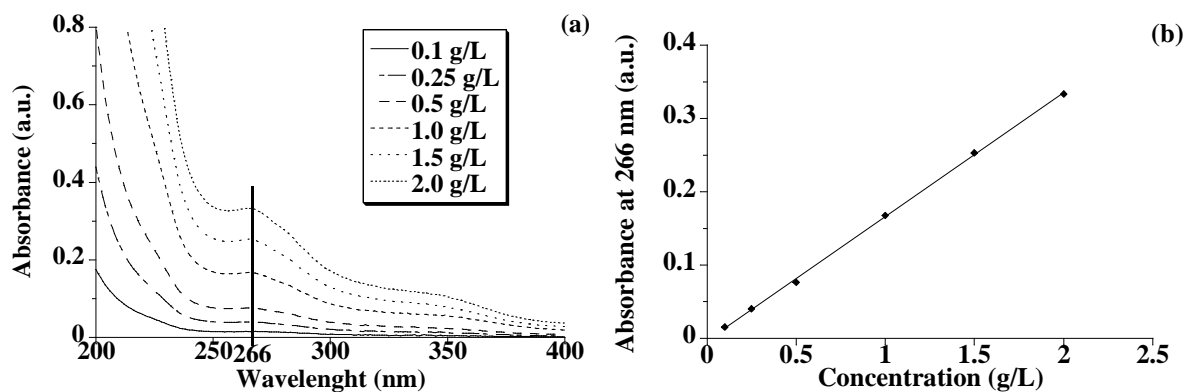 (a)
Absorbance (a.u.)
0.8
0.6
0.4
0.2
0
0.1 g/L
0.25 g/L
0.5 g/L
1.0 g/L
1.5 g/L
2.0 g/L
200
250
266
300
350
400
Wavelenght (nm)
(b)
Absorbance at 266 nm (a.u.)
0.4
0.3
0.2
0.1
0
0
0.5
1
1.5
2
2.5
Concentration (g/L)